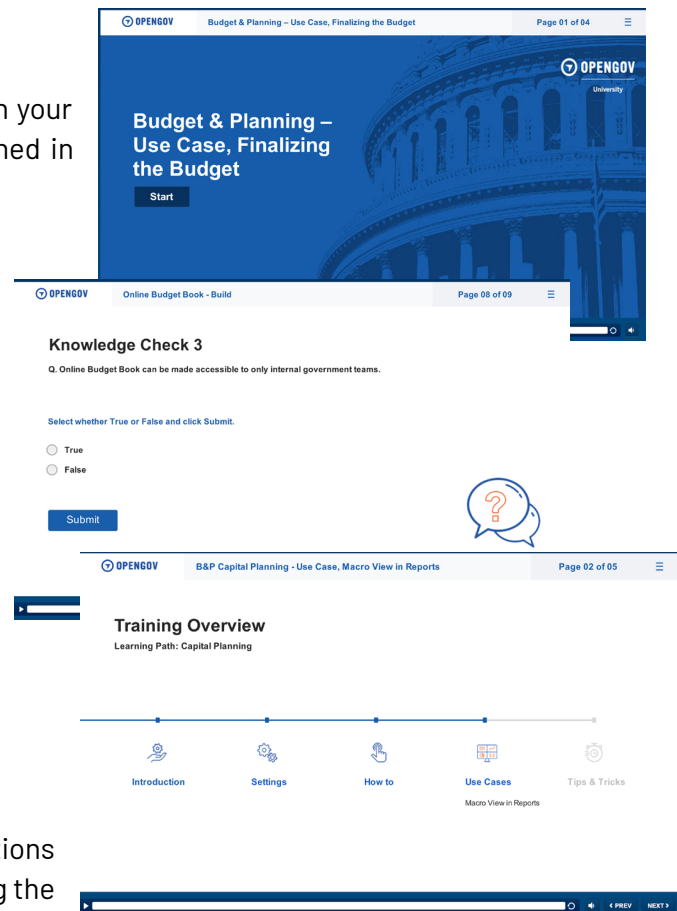 OPENGOV
Budget & Planning – Use Case, Finalizing the Budget
Page 01 of 04
OPENGOV
University
your
in
Budget & Planning –
Use Case, Finalizing
the Budget
Start
OPENGOV
Online Budget Book - Build
Page 08 of 09
Knowledge Check 3
Q. Online Budget Book can be made accessible to only internal government teams.
Select whether True or False and click Submit.
True
False
?
Submit
OPENGOV
B&P Capital Planning - Use Case, Macro View in Reports
Page 02 of 05
Training Overview
Learning Path: Capital Planning
Introduction
Settings
How to
Use Cases
Tips & Tricks
Macro View in Reports
the
PREV
NEXT